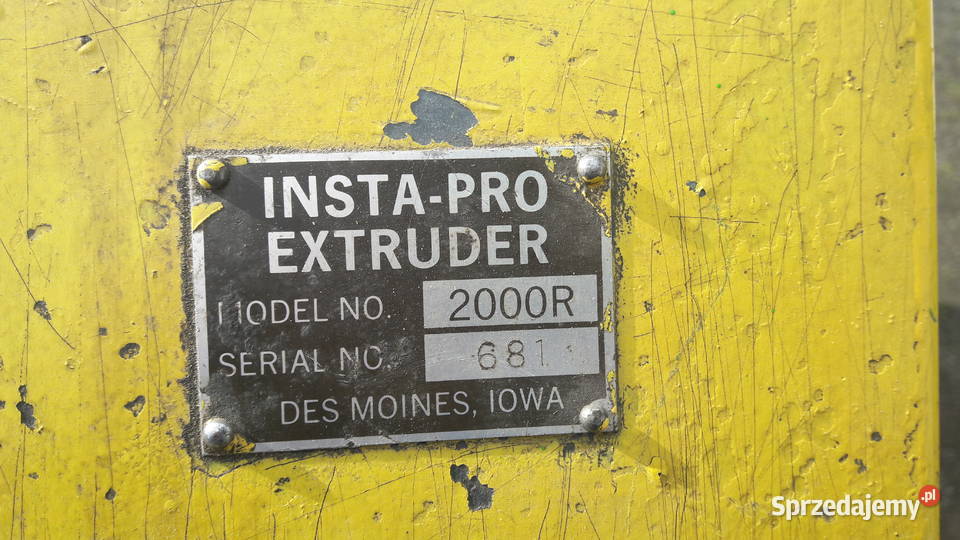 INSTA-PRO
EXTRUDER
MODEL NO. 2000R
SERIAL NO. 681
DES MOINES, IOWA
Sprzedajemy.pl